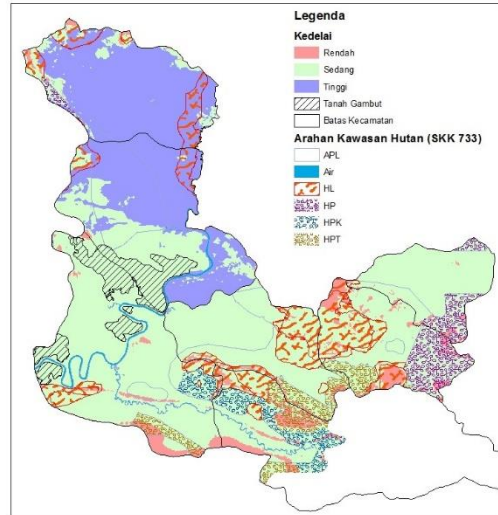 Legenda
Kedelai
Rendah
Sedang
Tinggi
Tanah Gambut
Batas Kecamatan
Arahan Kawasan Hutan (SKK 733)
APL
Air
HL
HP
HPK
HPT